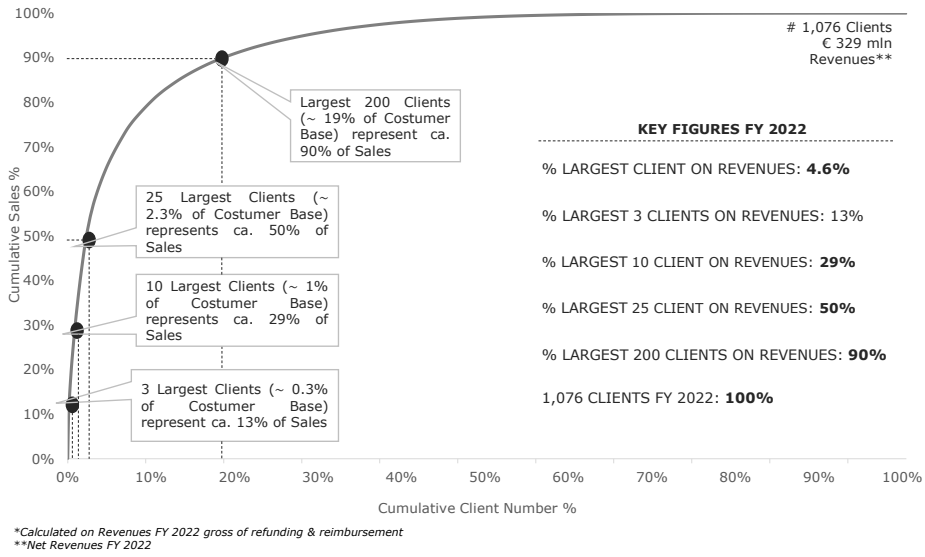 100%
90%
80%
70%
60%
50%
40%
30%
20%
10%
0%
Cumulative Sales %
# 1,076 Clients
€ 329 mln
Revenues**
Largest 200 Clients
(~ 19% of Costumer
Base) represent ca.
90% of Sales
25 Largest Clients (~
2.3% of Costumer Base)
represents ca. 50% of
Sales
10 Largest Clients (~ 1%
of Costumer Base)
represents ca. 29% of
Sales
3 Largest Clients (~ 0.3%
of Costumer Base)
represent ca. 13% of Sales
KEY FIGURES FY 2022
% LARGEST CLIENT ON REVENUES: 4.6%
% LARGEST 3 CLIENTS ON REVENUES: 13%
% LARGEST 10 CLIENT ON REVENUES: 29%
% LARGEST 25 CLIENT ON REVENUES: 50%
% LARGEST 200 CLIENTS ON REVENUES: 90%
1,076 CLIENTS FY 2022: 100%
0% 10% 20% 30% 40% 50% 60% 70% 80% 90% 100%
Cumulative Client Number %
*Calculated on Revenues FY 2022 gross of refunding & reimbursement
**Net Revenues FY 2022